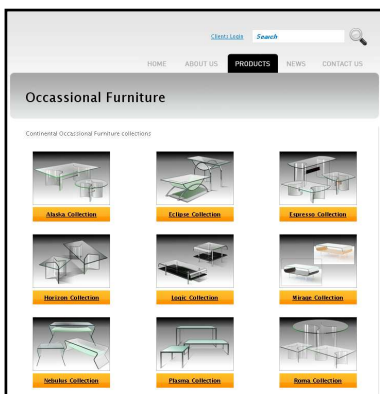 Clients Login Search
HOME ABOUT US PRODUCTS NEWS CONTACT US
Occassional Furniture
Continental Occassional Furniture collections
Alaska Collection Eclipse Collection Espresso Collection
Horizon Collection Logic Collection Mirage Collection
Nebulus Collection Plasma Collection Roma Collection